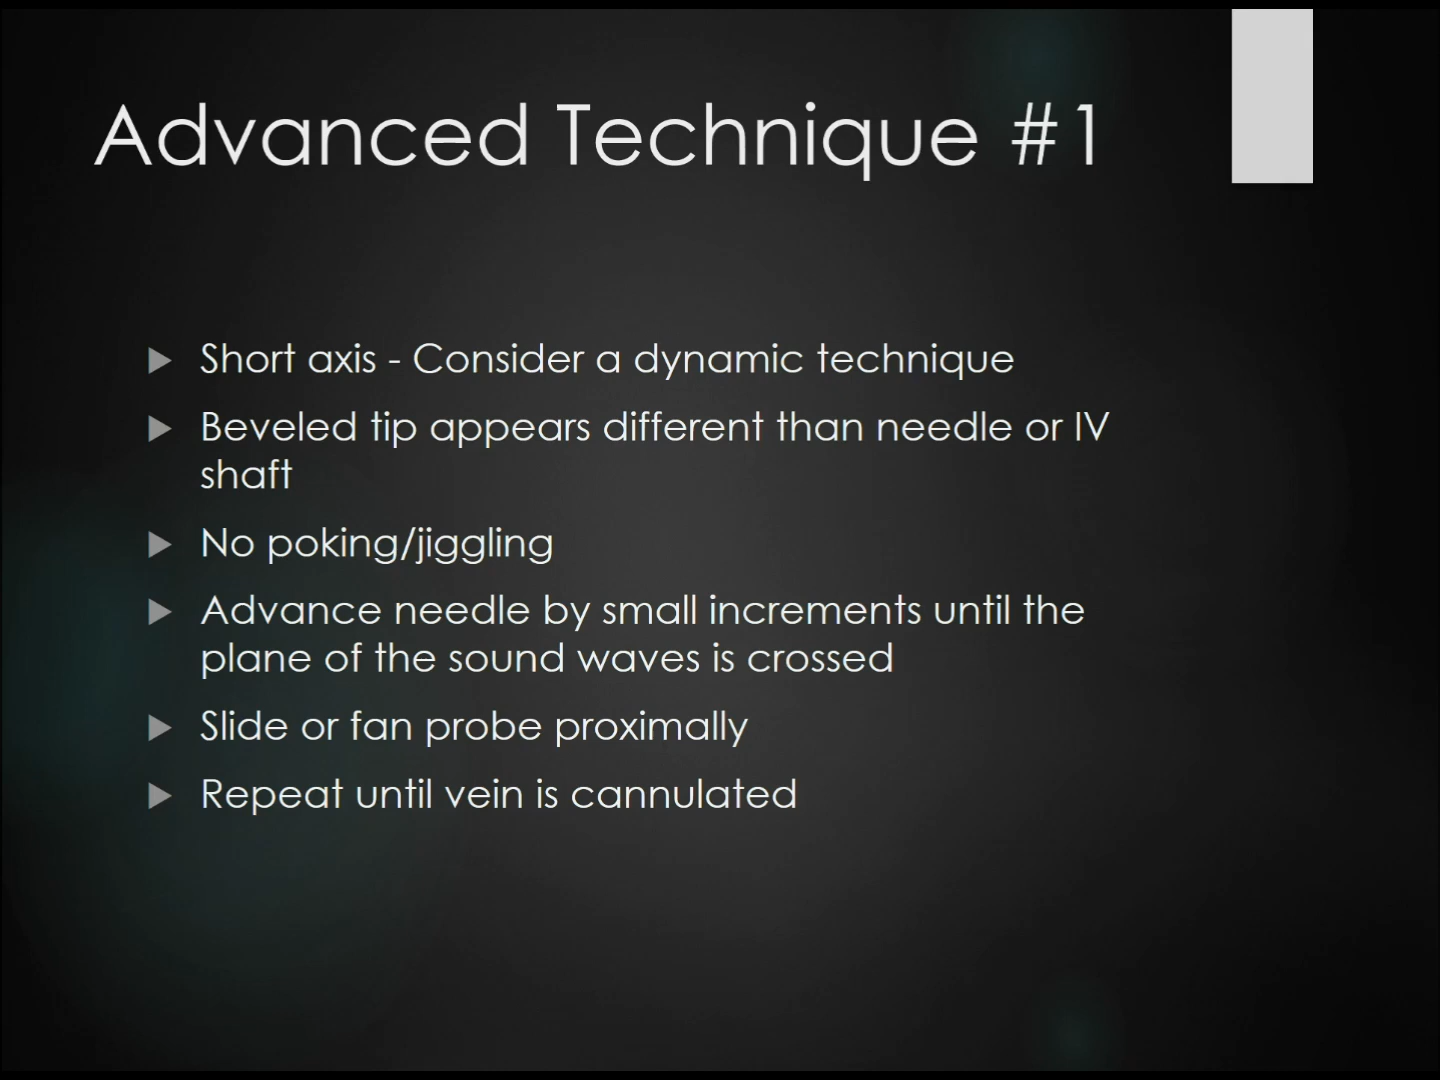 Advanced Technique #1
Short axis - Consider a dynamic technique
Beveled tip appears different than needle or IV
shaft
No poking/jiggling
Advance needle by small increments until the
plane of the sound waves is crossed
Slide or fan probe proximally
Repeat until vein is cannulated